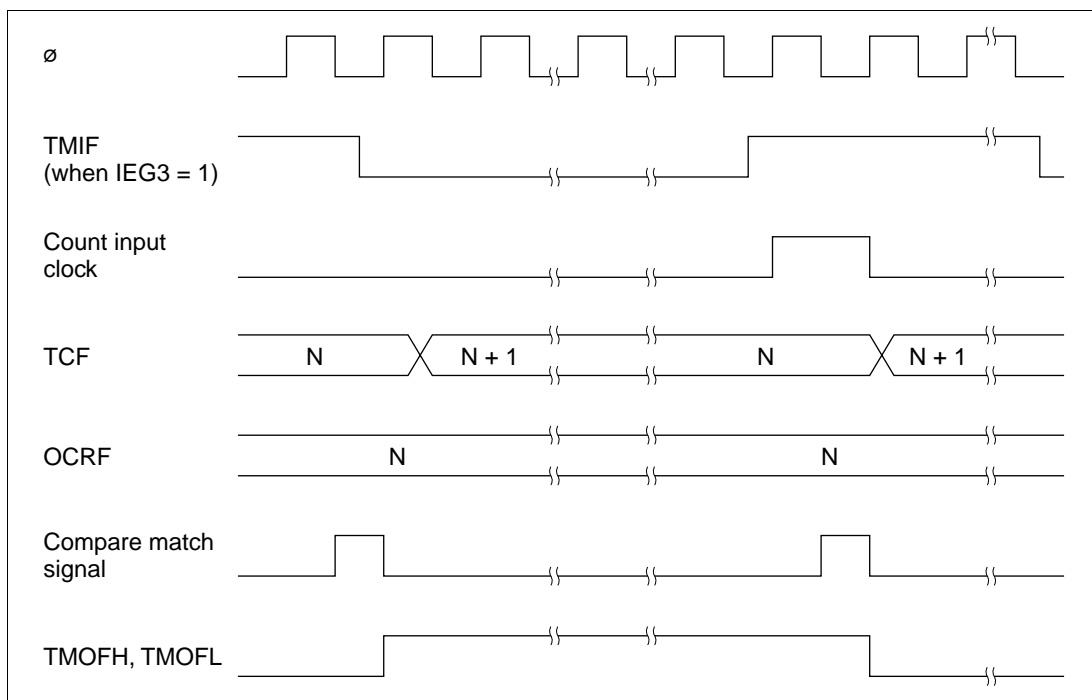 ø
TMIF
(when IEG3 = 1)
Count input
clock
TCF
N
N + 1
N
N + 1
OCRF
N
N
Compare match
signal
TMOFH, TMOFL